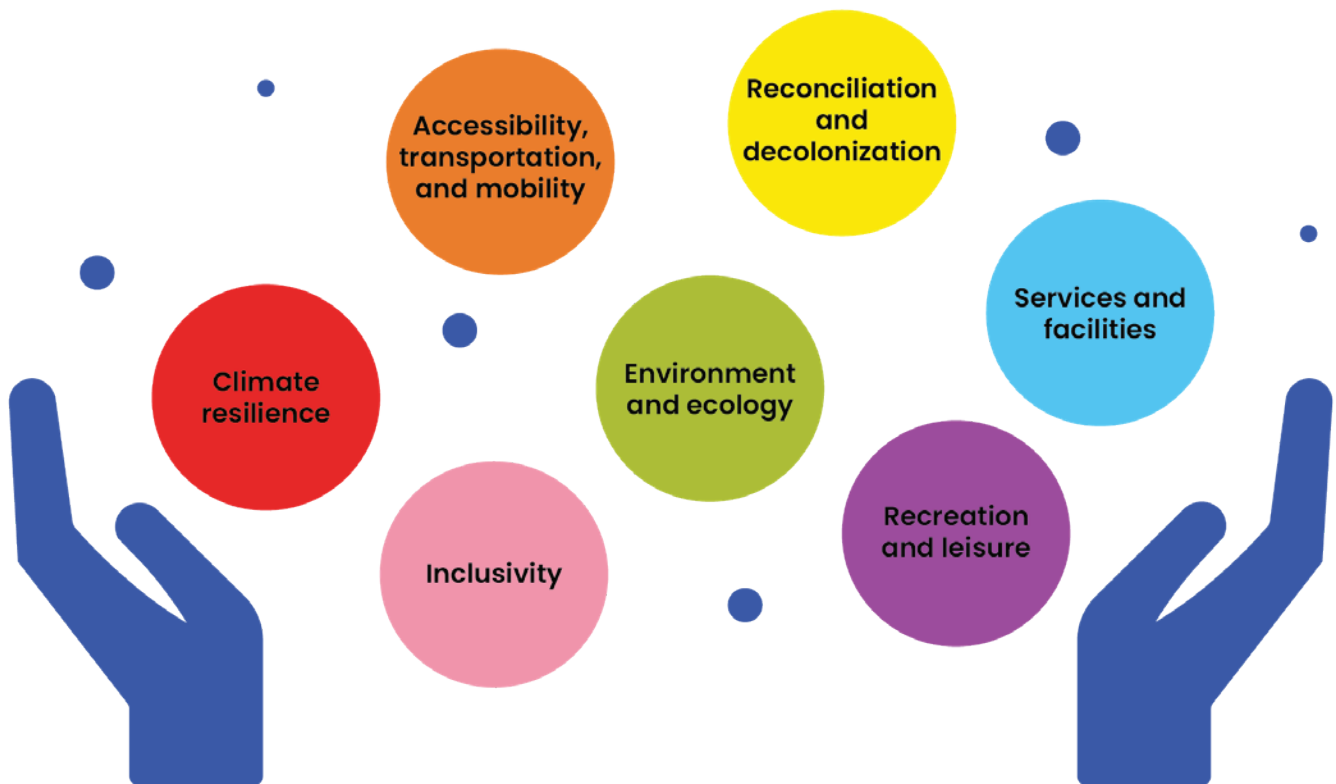 Accessibility,
transportation,
and mobility
Reconciliation
and
decolonization
Services and
facilities
Climate
resilience
Environment
and ecology
Recreation
and leisure
Inclusivity